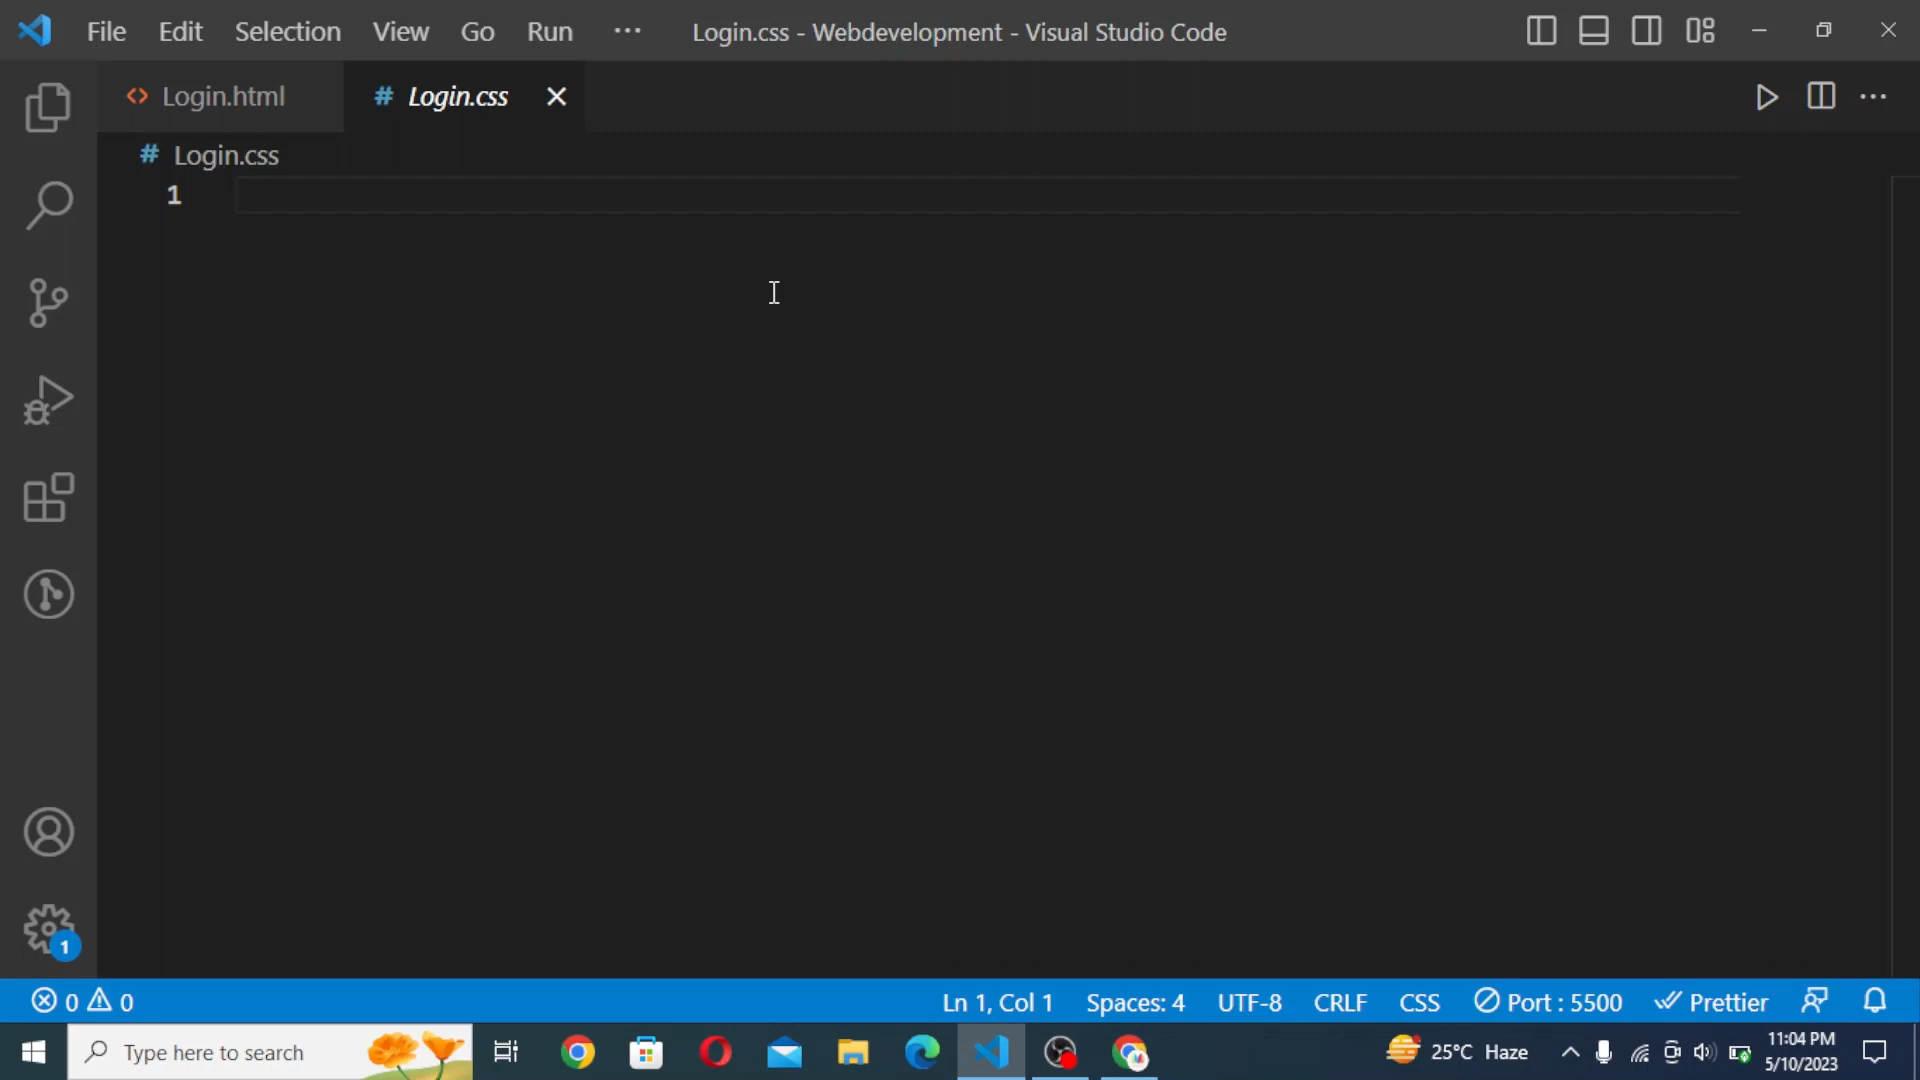 File Edit Selection View Go Run ··· Login.css - Webdevelopment - Visual Studio Code
<> Login.html # Login.css
# Login.css
1
1
0 0 Ln 1, Col 1 Spaces: 4 UTF-8 CRLF CSS Port : 5500 Prettier
Type here to search 25°C Haze 11:04 PM
5/10/2023